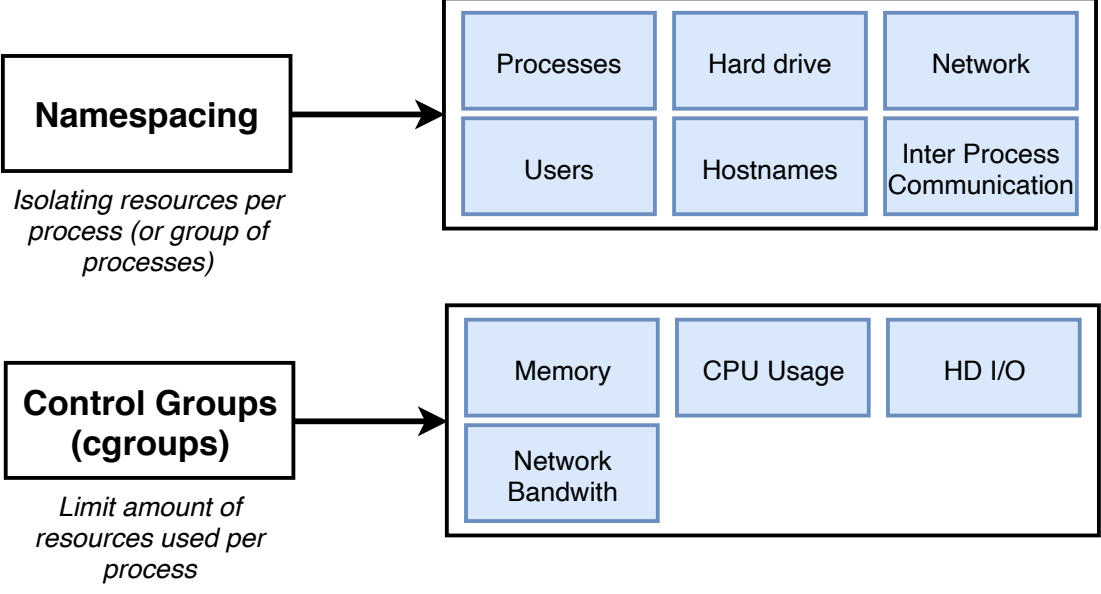 Namespacing
Isolating resources per
process (or group of
processes)
Processes
Hard drive
Network
Users
Hostnames
Inter Process
Communication
Control Groups
(cgroups)
Limit amount of
resources used per
process
Memory
CPU Usage
HD I/O
Network
Bandwith